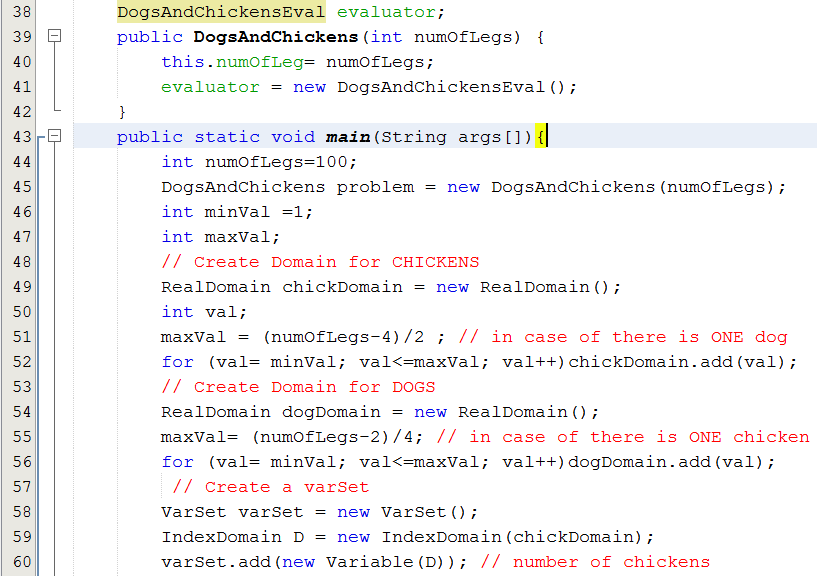 38 DogsAndChickensEval evaluator;
39 public DogsAndChickens(int numOfLegs) {
40 this.numOfLeg= numOfLegs;
41 evaluator = new DogsAndChickensEval();
42 }
43 public static void main(String args[]){
44 int numOfLegs=100;
45 DogsAndChickens problem = new DogsAndChickens(numOfLegs);
46 int minVal =1;
47 int maxVal;
48 // Create Domain for CHICKENS
49 RealDomain chickDomain = new RealDomain();
50 int val;
51 maxVal = (numOfLegs-4)/2 ; // in case of there is ONE dog
52 for (val= minVal; val<=maxVal; val++)chickDomain.add(val);
53 // Create Domain for DOGS
54 RealDomain dogDomain = new RealDomain();
55 maxVal= (numOfLegs-2)/4; // in case of there is ONE chicken
56 for (val= minVal; val<=maxVal; val++)dogDomain.add(val);
57 // Create a varSet
58 VarSet varSet = new VarSet();
59 IndexDomain D = new IndexDomain(chickDomain);
60 varSet.add(new Variable(D)); // number of chickens